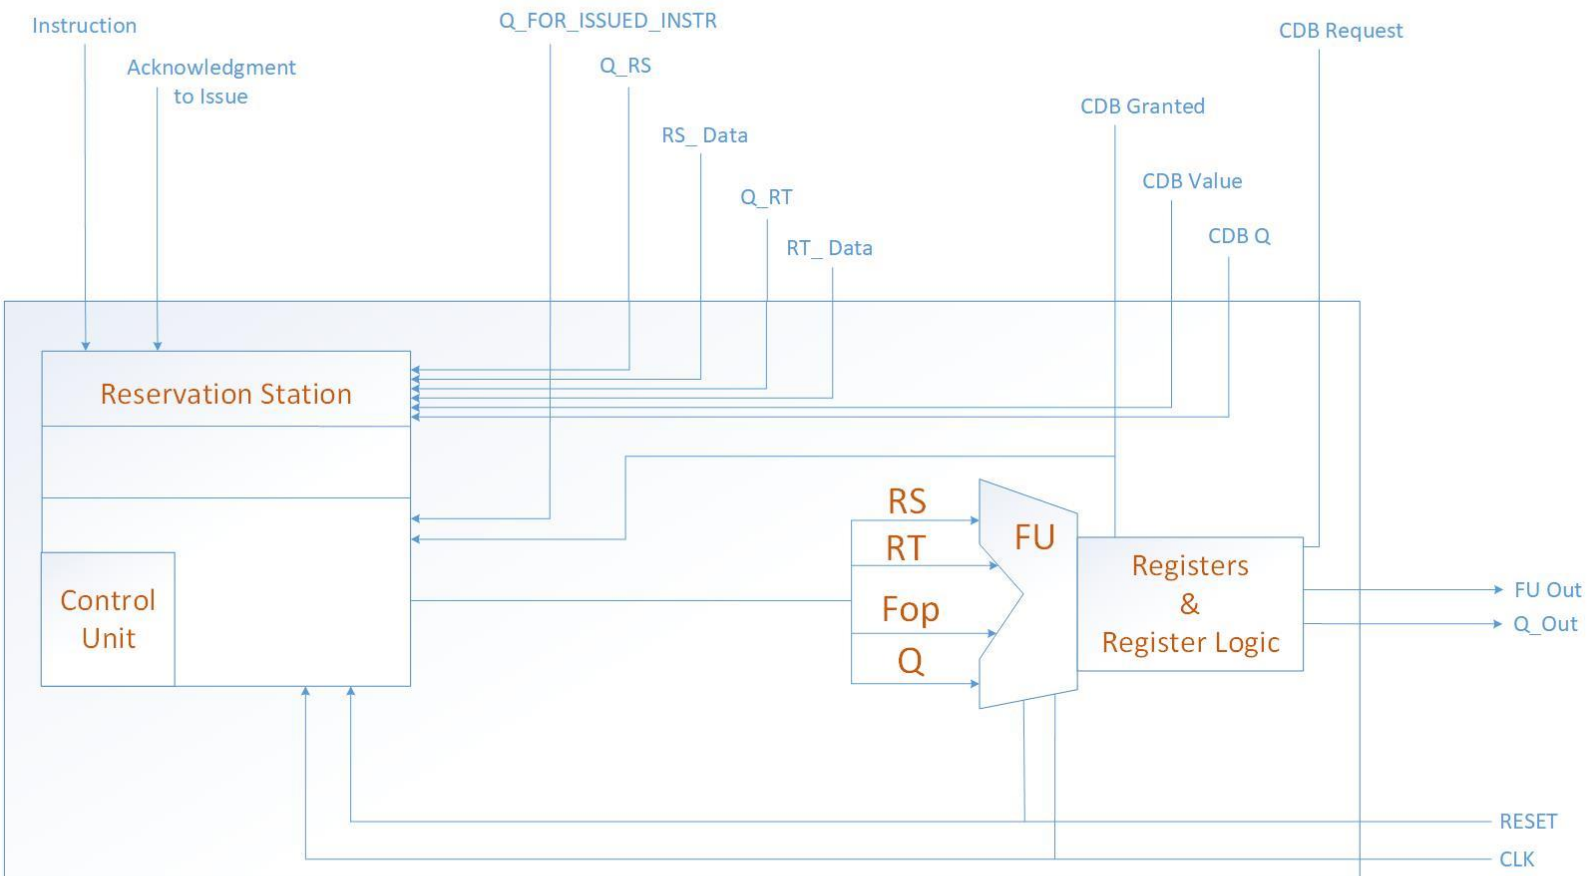 Instruction
Acknowledgment
to Issue
Q_FOR_ISSUED_INSTR
Q_RS
RS_ Data
Q_RT
RT_ Data
CDB Request
CDB Granted
CDB Value
CDB Q
Reservation Station
Control
Unit
RS
RT
Fop
Q
FU
Registers
&
Register Logic
FU Out
Q_Out
RESET
CLK